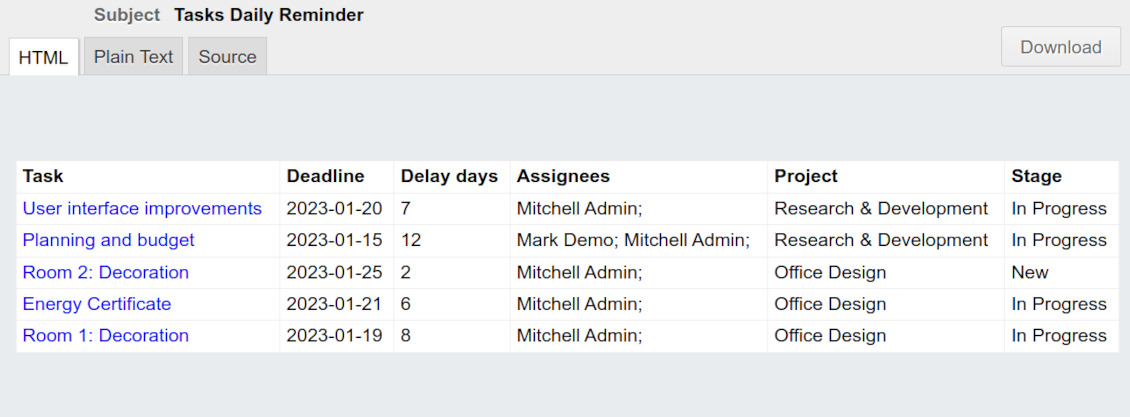 Subject Tasks Daily Reminder
HTML Plain Text Source Download
Task Deadline Delay days Assignees Project Stage
User interface improvements 2023-01-20 7 Mitchell Admin; Research & Development In Progress
Planning and budget 2023-01-15 12 Mark Demo; Mitchell Admin; Research & Development In Progress
Room 2: Decoration 2023-01-25 2 Mitchell Admin; Office Design New
Energy Certificate 2023-01-21 6 Mitchell Admin; Office Design In Progress
Room 1: Decoration 2023-01-19 8 Mitchell Admin; Office Design In Progress